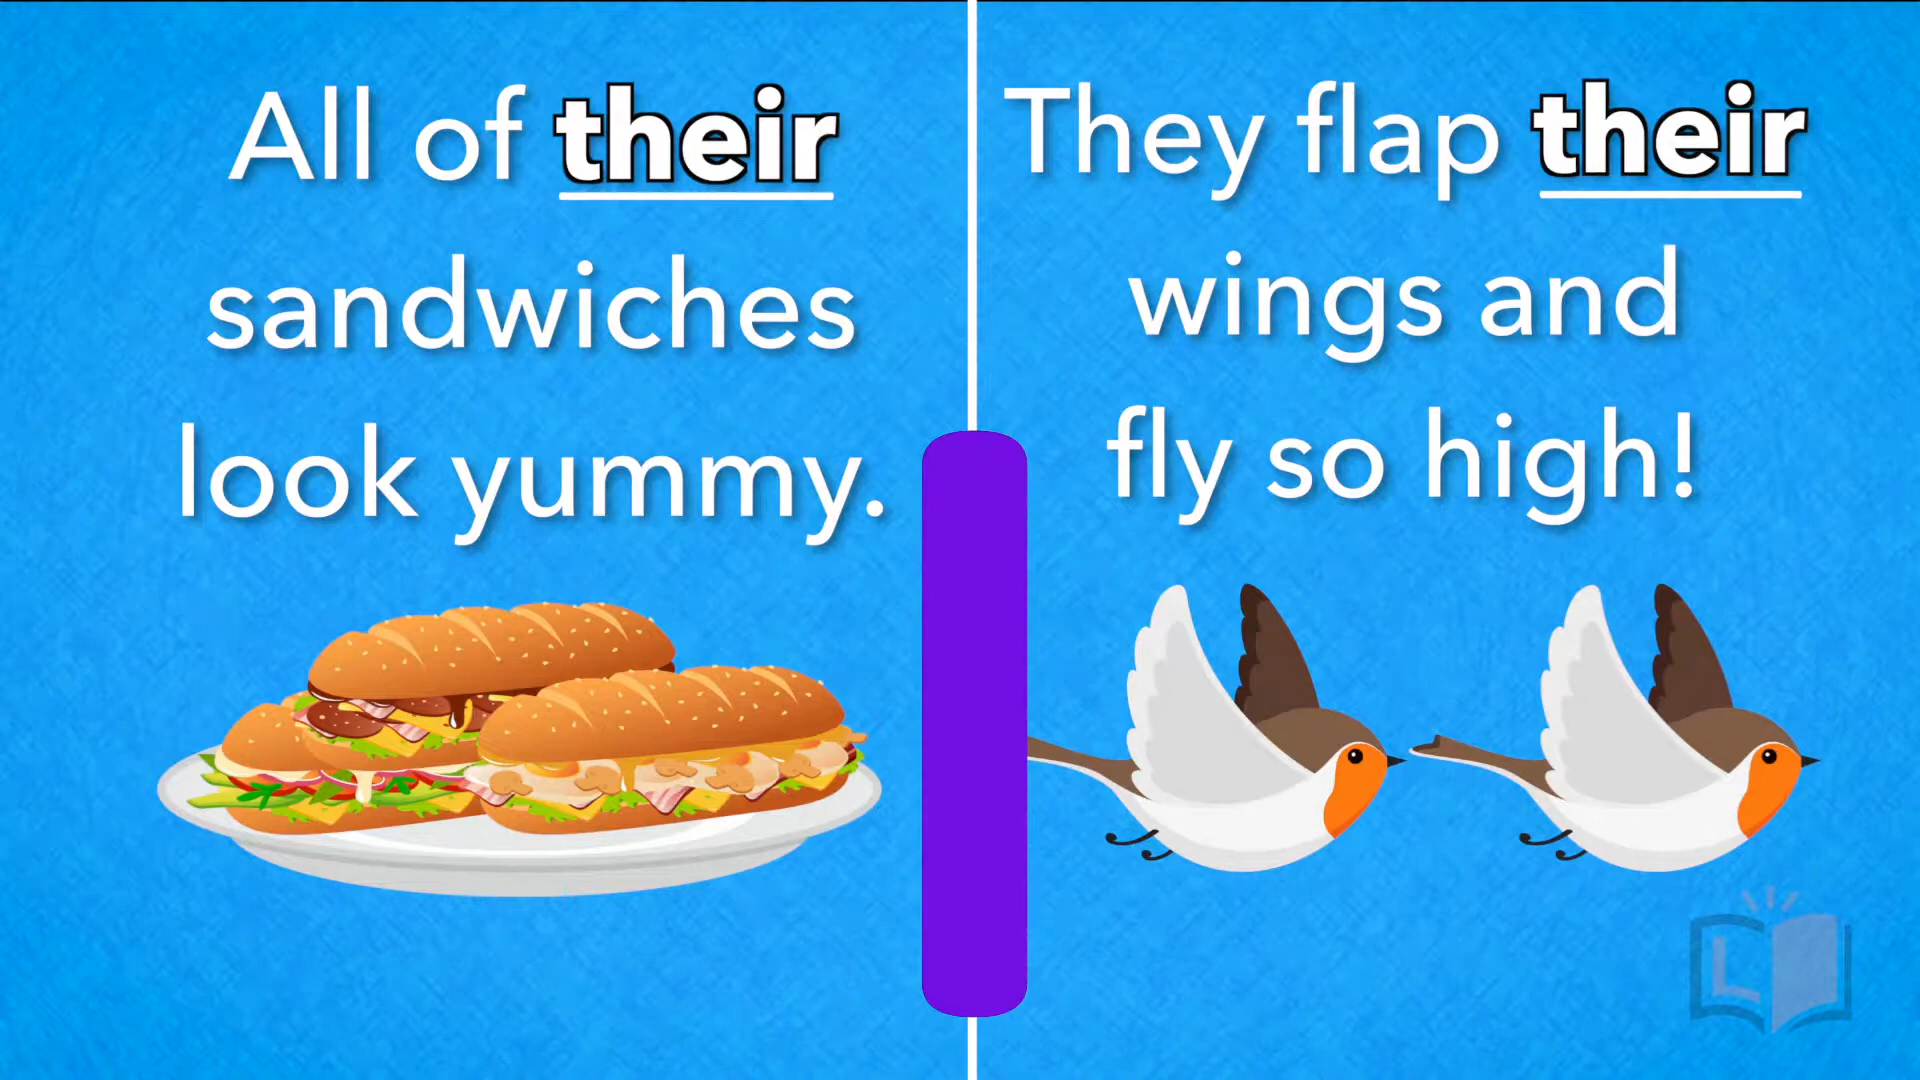 All of their
sandwiches
look yummy.
They flap their
wings and
fly so high!
L